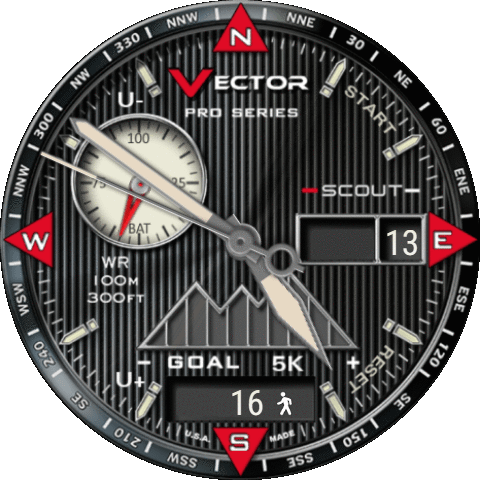 N
NNE
30
NE
60
ENE
E
ESE
120
SE
150
SSE
S
SSW
210
SE
240
WSW
W
NNW
300
NW
330
NNW
VECTOR
PRO SERIES
U-
START
100
75
25
BAT
SCOUT
13
WR
100M
300FT
- GOAL 5K +
RESET
U+
16
U.S.A. MADE